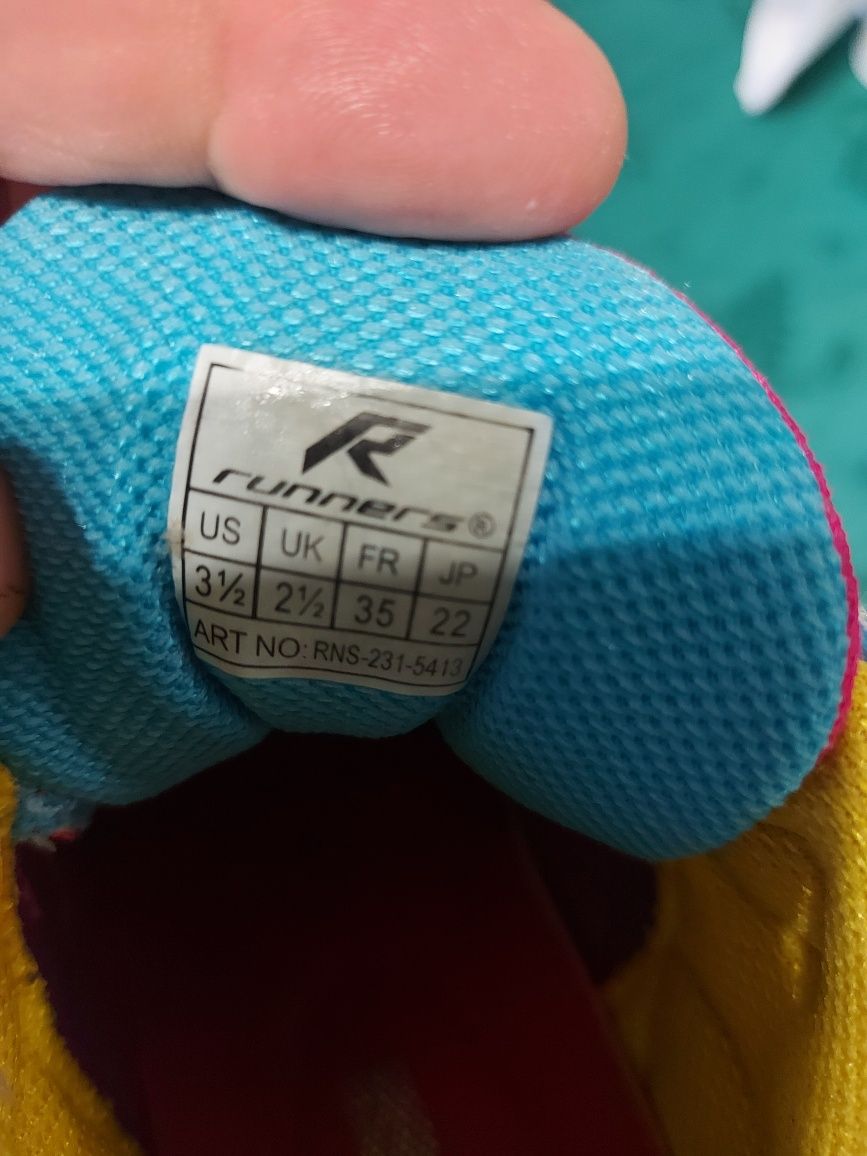 R
runners®
US UK FR JP
3½ 2½ 35 22
ART NO: RNS-231-5413